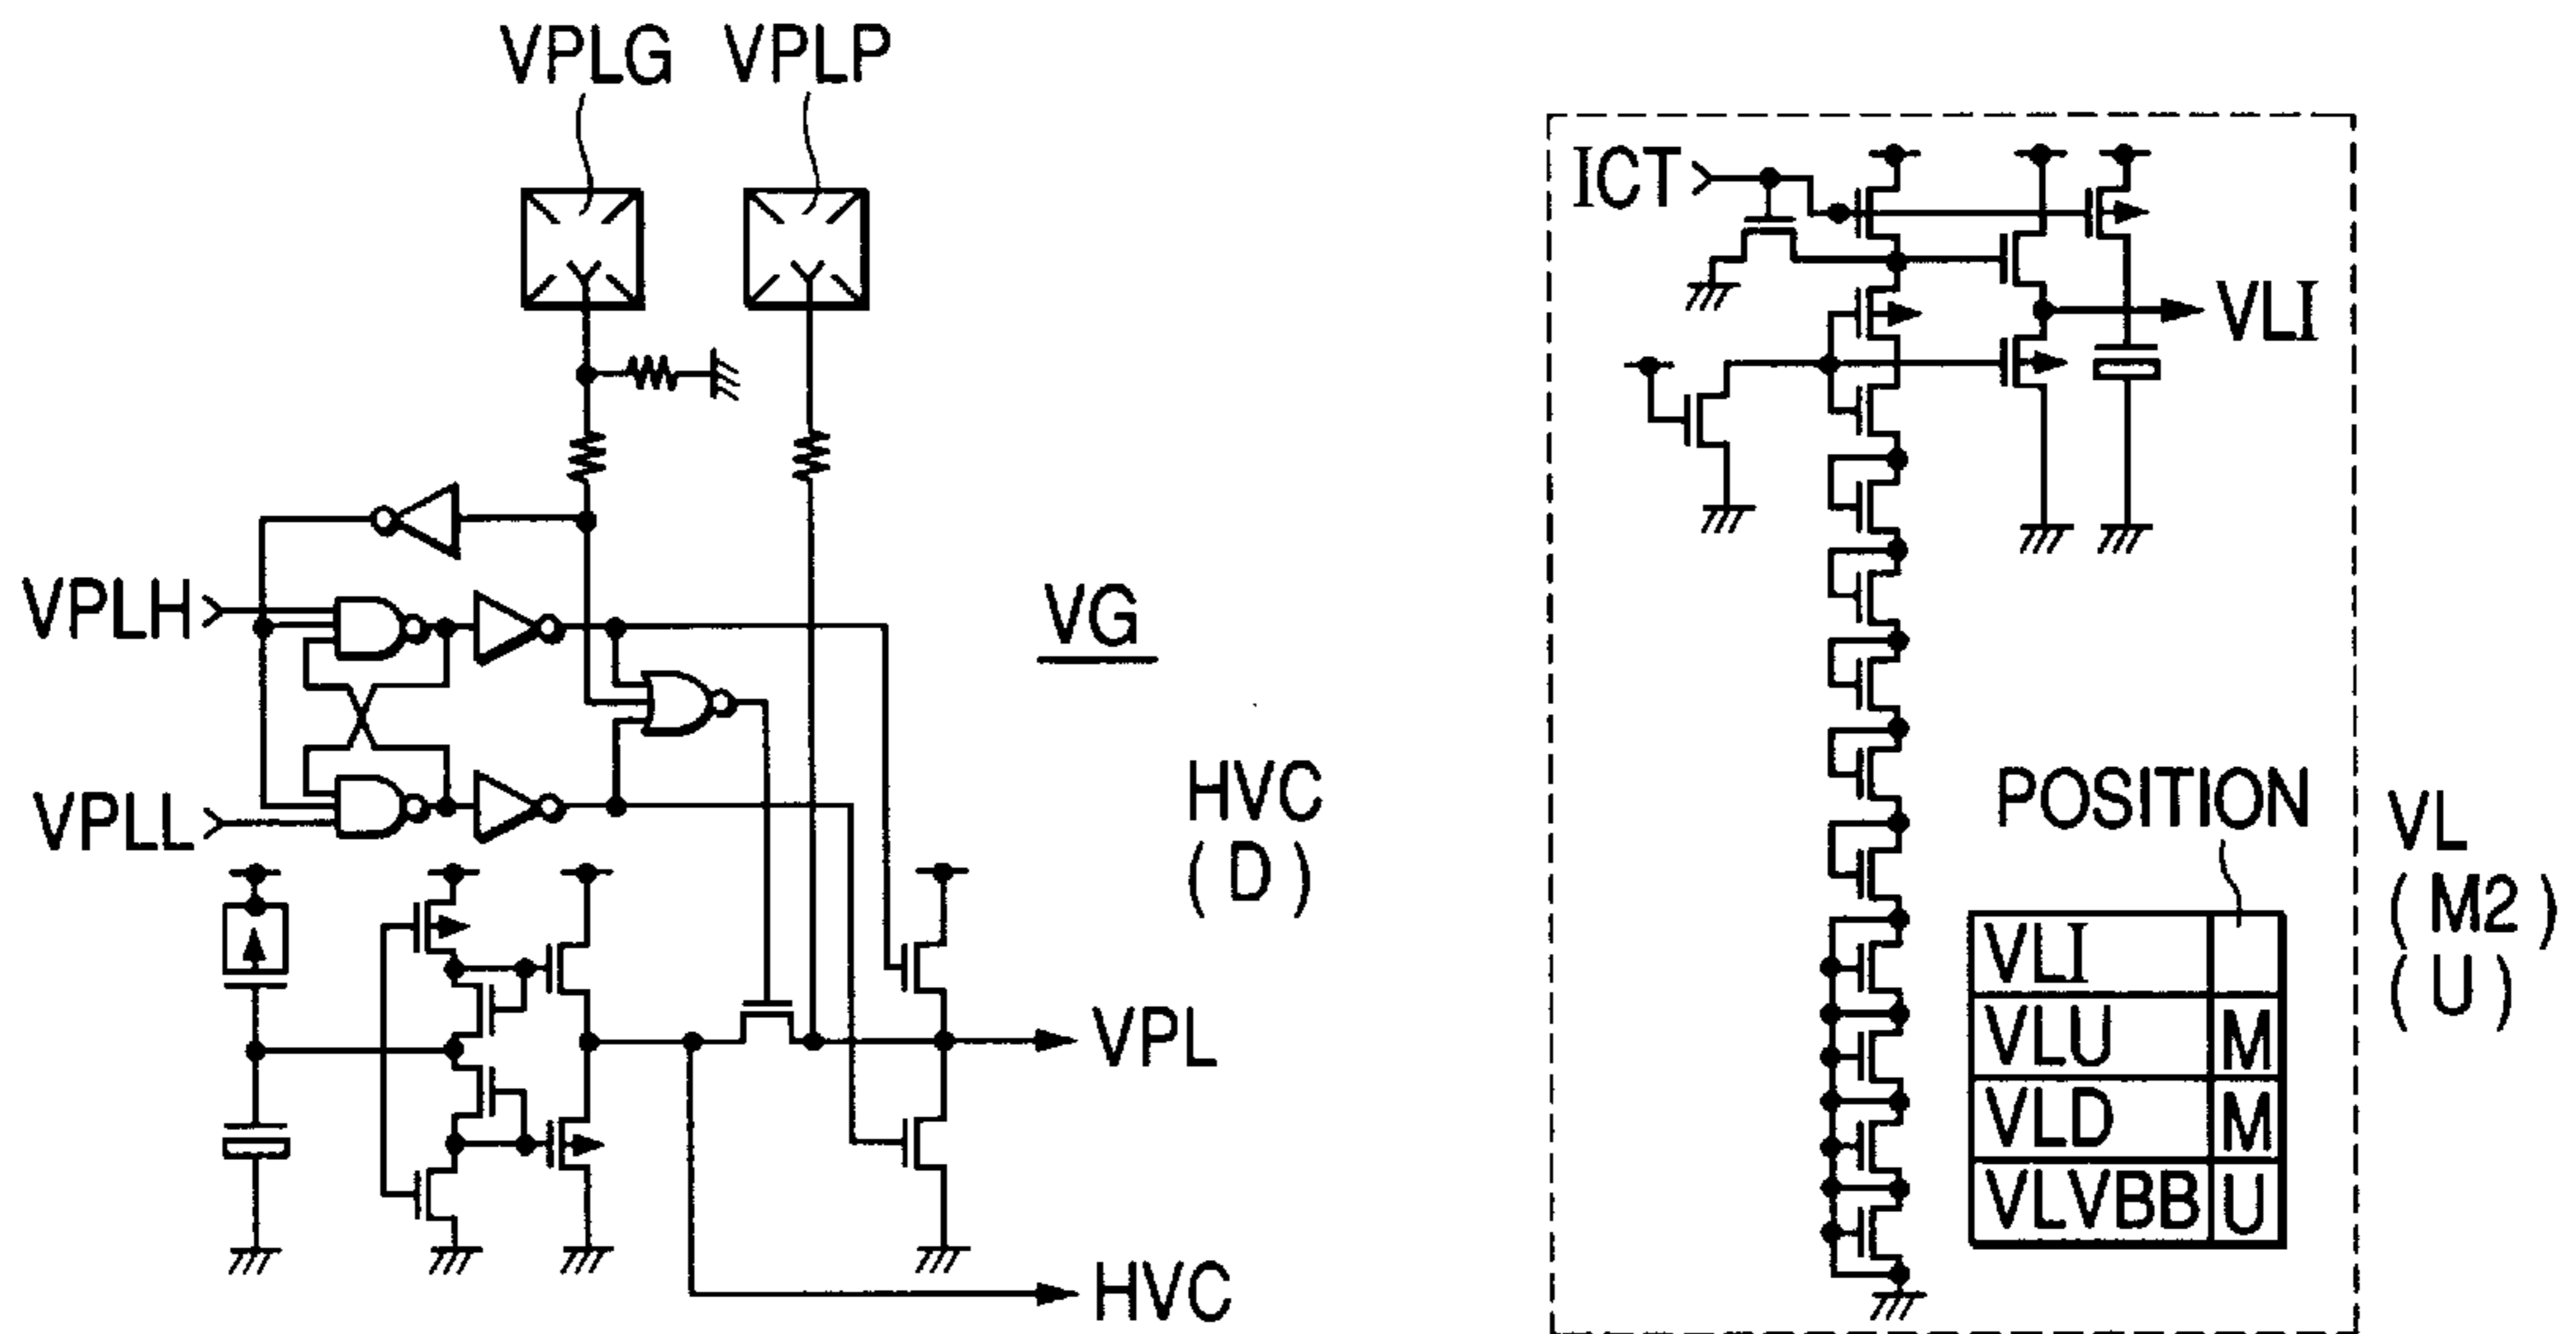 VPLG VPLP
VPLH
VPLL
VG
HVC
( D )
VPL
HVC
ICT
VLI
POSITION
VLI
VLU M
VLD M
VLVBB U
VL
( M2 )
( U )